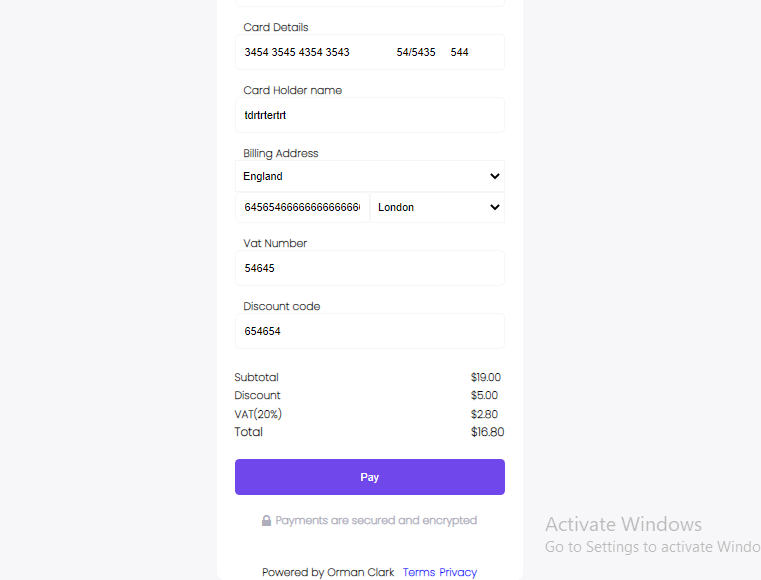 Card Details
3454 3545 4354 3543 54/5435 544
Card Holder name
tdrtrtertrt
Billing Address
England
London
Vat Number
54645
Discount code
654654
Subtotal $19.00
Discount $5.00
VAT(20%) $2.80
Total $16.80
Pay
Payments are secured and encrypted
Activate Windows
Go to Settings to activate Windo
Powered by Orman Clark Terms Privacy